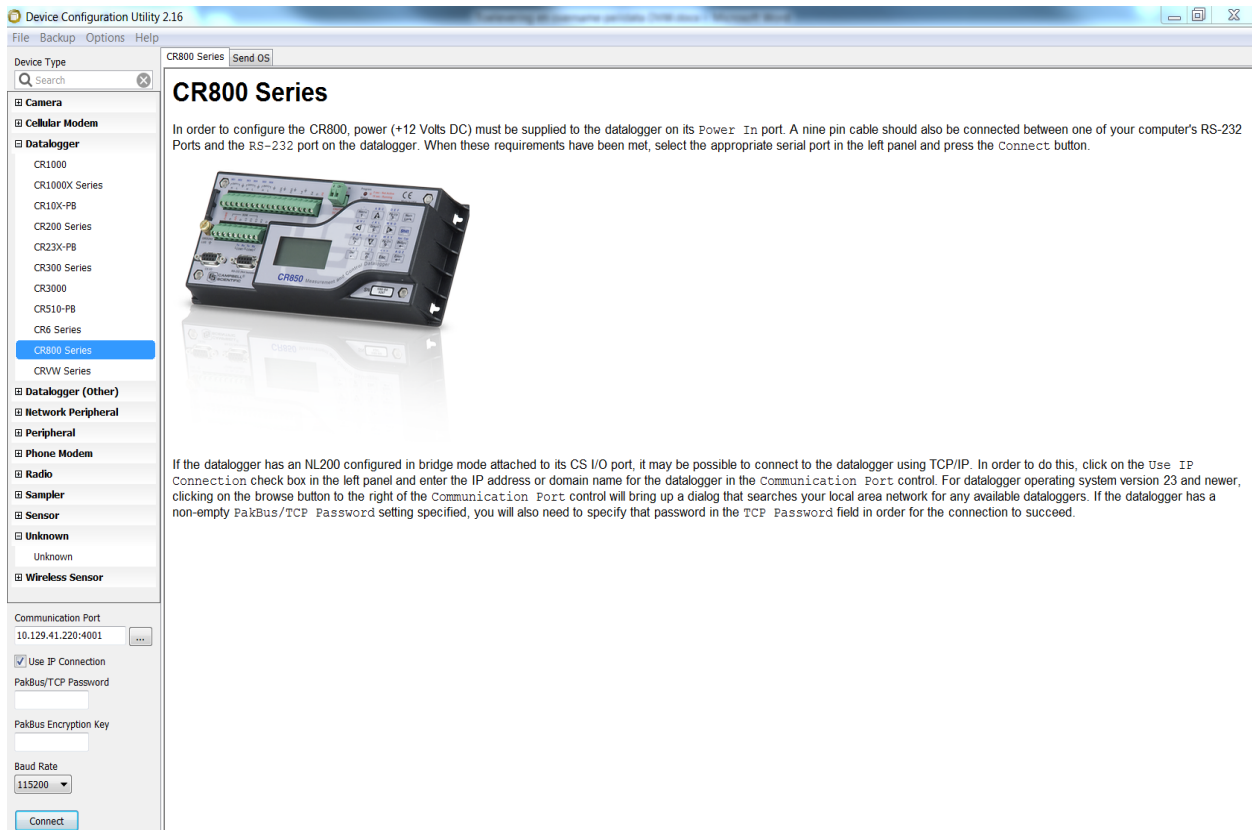 Device Configuration Utility 2.16
File Backup Options Help
Device Type
Search
Camera
Cellular Modem
Datalogger
CR1000
CR1000X Series
CR10X-PB
CR200 Series
CR23X-PB
CR300 Series
CR3000
CR510-PB
CR6 Series
CR800 Series
CRVW Series
Datalogger (Other)
Network Peripheral
Peripheral
Phone Modem
Radio
Sampler
Sensor
Unknown
Unknown
Wireless Sensor
Communication Port
10.129.41.220:4001
...
Use IP Connection
PakBus/TCP Password
PakBus Encryption Key
Baud Rate
115200
Connect
CR800 Series Send OS
CR800 Series
In order to configure the CR800, power (+12 Volts DC) must be supplied to the datalogger on its Power In port. A nine pin cable should also be connected between one of your computer's RS-232
Ports and the RS-232 port on the datalogger. When these requirements have been met, select the appropriate serial port in the left panel and press the Connect button.
CE
CAMPBELL SCIENTIFIC
CR850
If the datalogger has an NL200 configured in bridge mode attached to its CS I/O port, it may be possible to connect to the datalogger using TCP/IP. In order to do this, click on the Use IP
Connection check box in the left panel and enter the IP address or domain name for the datalogger in the Communication Port control. For datalogger operating system version 23 and newer,
clicking on the browse button to the right of the Communication Port control will bring up a dialog that searches your local area network for any available dataloggers. If the datalogger has a
non-empty PakBus/TCP Password setting specified, you will also need to specify that password in the TCP Password field in order for the connection to succeed.